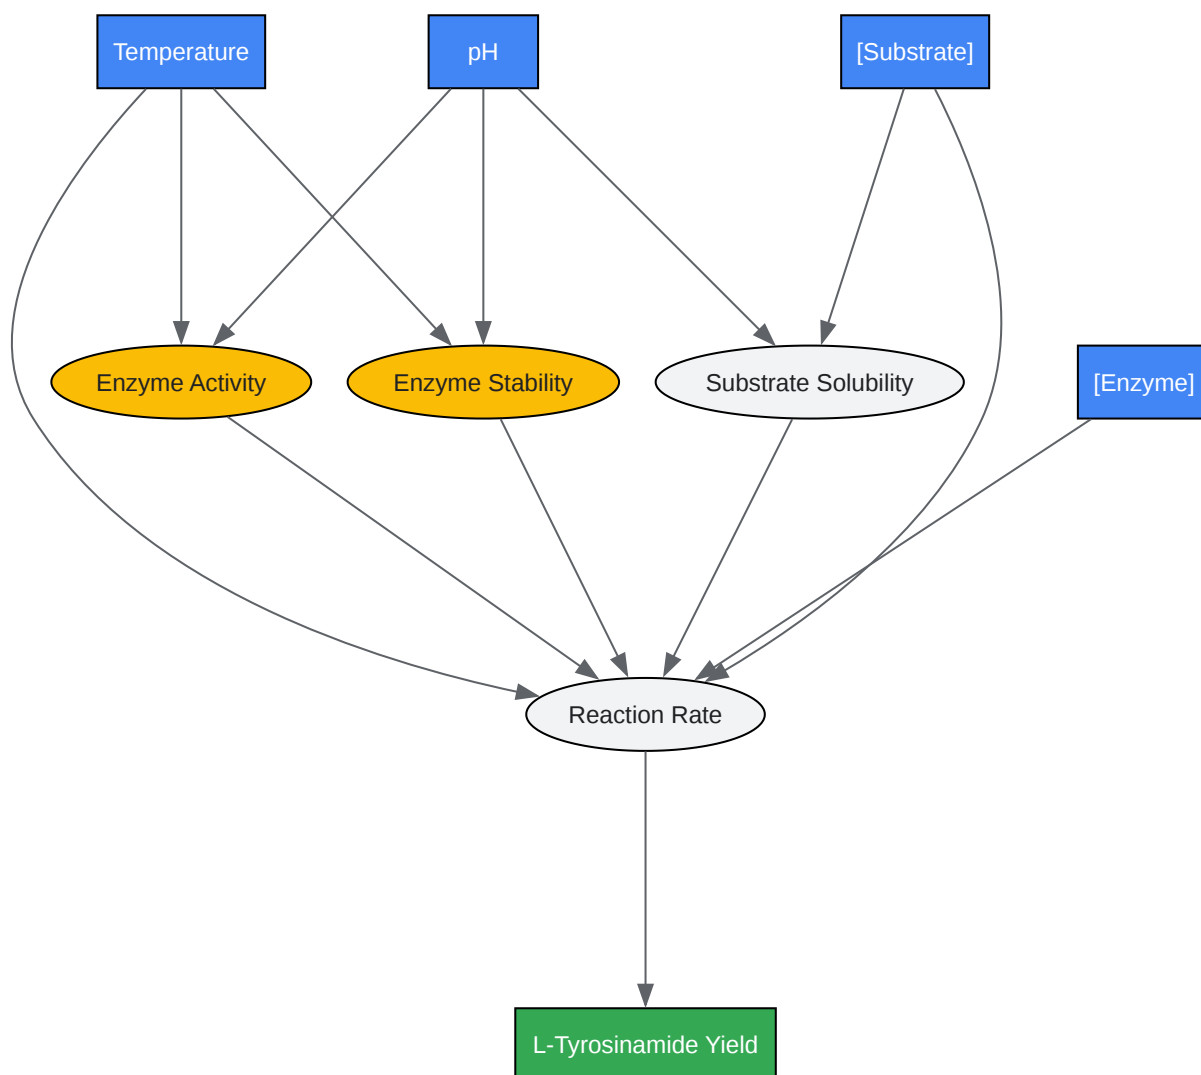 Temperature
pH
[Substrate]
Enzyme Activity
Enzyme Stability
Substrate Solubility
[Enzyme]
Reaction Rate
L-Tyrosinamide Yield